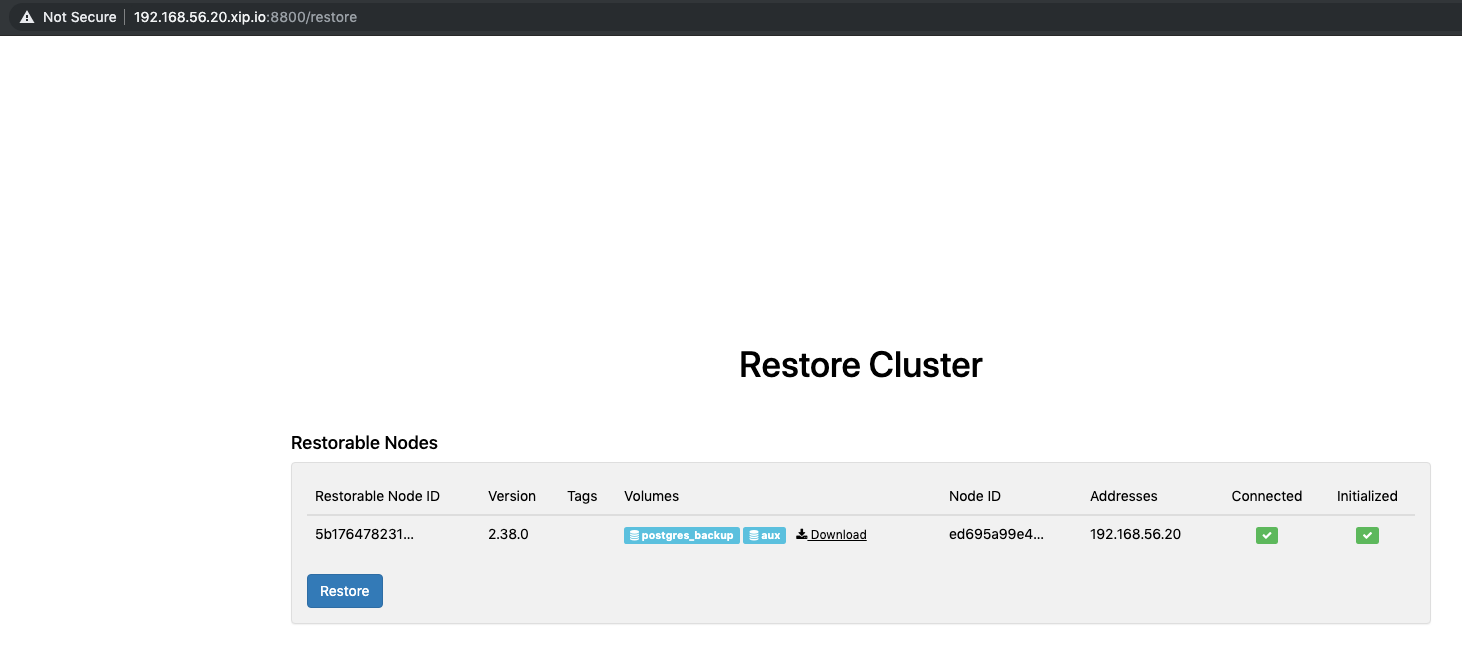 Not Secure 192.168.56.20.xip.io:8800/restore
Restore Cluster
Restorable Nodes
Restorable Node ID Version Tags Volumes Node ID Addresses Connected Initialized
5b176478231... 2.38.0 postgres_backup aux Download ed695a99e4... 192.168.56.20
Restore